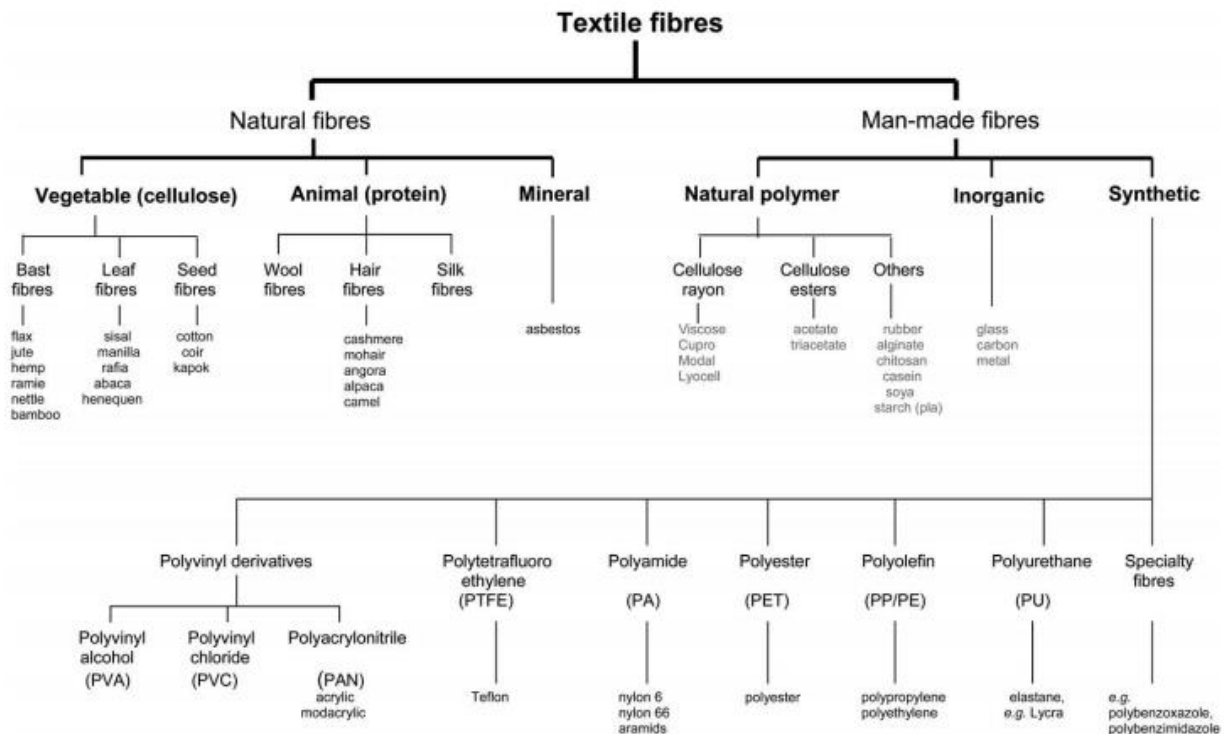 Textile fibres
Natural fibres
Man-made fibres
Vegetable (cellulose)
Animal (protein)
Mineral
Natural polymer
Inorganic
Synthetic
Bast
fibres
Leaf
fibres
Seed
fibres
Wool
fibres
Hair
fibres
Silk
fibres
Cellulose
rayon
Cellulose
esters
Others
flax
jute
hemp
ramie
nettle
bamboo
sisal
manilla
rafia
abaca
henequen
cotton
coir
kapok
cashmere
mohair
angora
alpaca
camel
asbestos
Viscose
Cupro
Modal
Lyocell
acetate
triacetate
rubber
alginate
chitosan
casein
soya
starch (pla)
glass
carbon
metal
Polyvinyl derivatives
Polytetrafluoro
ethylene
(PTFE)
Polyamide
(PA)
Polyester
(PET)
Polyolefin
(PP/PE)
Polyurethane
(PU)
Specialty
fibres
Polyvinyl
alcohol
(PVA)
Polyvinyl
chloride
(PVC)
Polyacrylonitrile
(PAN)
acrylic
modacrylic
Teflon
nylon 6
nylon 66
aramids
polyester
polypropylene
polyethylene
elastane,
e.g. Lycra
e.g.
polybenzoxazole,
polybenzimidazole